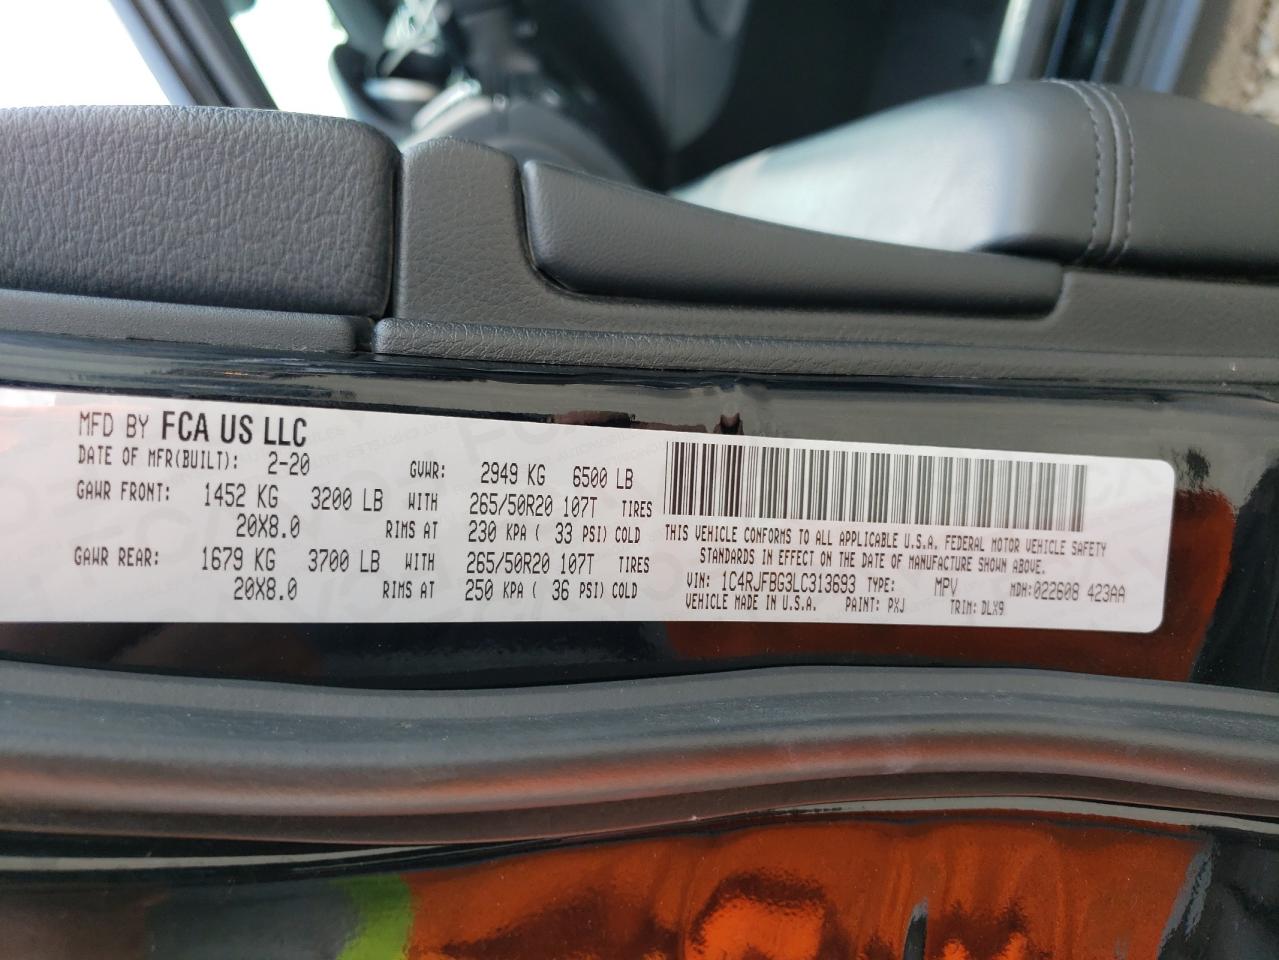 MFD BY FCA US LLC
DATE OF MFR(BUILT): 2-20 GVWR: 2949 KG 6500 LB
GAWR FRONT: 1452 KG 3200 LB WITH 265/50R20 107T TIRES
20X8.0 RIMS AT 230 KPA ( 33 PSI) COLD
GAWR REAR: 1679 KG 3700 LB WITH 265/50R20 107T TIRES
20X8.0 RIMS AT 250 KPA ( 36 PSI) COLD
THIS VEHICLE CONFORMS TO ALL APPLICABLE U.S.A. FEDERAL MOTOR VEHICLE SAFETY
STANDARDS IN EFFECT ON THE DATE OF MANUFACTURE SHOWN ABOVE.
VIN: 1C4RJFBG3LC313693 TYPE: MPV MDH:022608 423AA
VEHICLE MADE IN U.S.A. PAINT: PXJ TRIM: DLX9